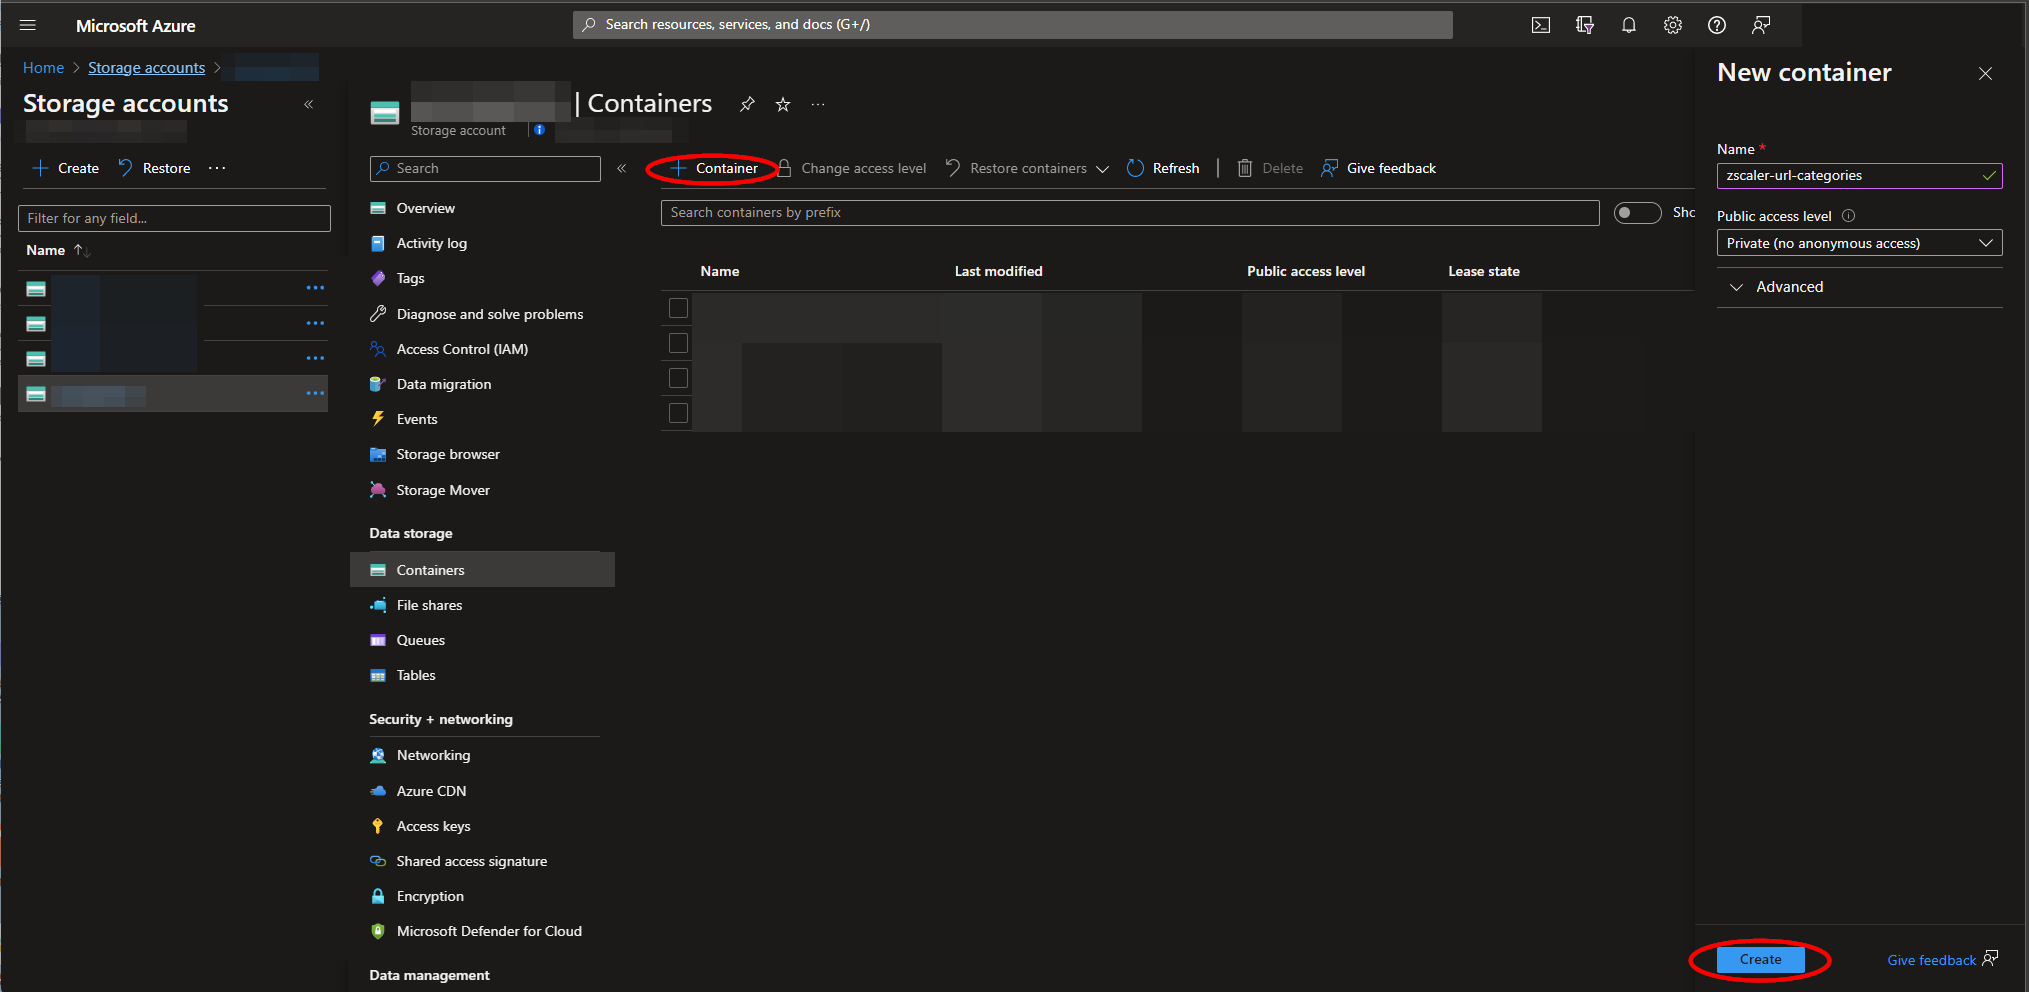 Microsoft Azure
Search resources, services, and docs (G+/)
Home > Storage accounts >
Storage accounts «
Create Restore ...
Filter for any field...
Name ↑↓
| Containers
Storage account
Search «
Overview
Activity log
Tags
Diagnose and solve problems
Access Control (IAM)
Data migration
Events
Storage browser
Storage Mover
Data storage
Containers
File shares
Queues
Tables
Security + networking
Networking
Azure CDN
Access keys
Shared access signature
Encryption
Microsoft Defender for Cloud
Data management
+ Container Change access level Restore containers Refresh | Delete Give feedback
Search containers by prefix Sho
Name Last modified Public access level Lease state
New container
Name *
zscaler-url-categories
Public access level
Private (no anonymous access)
Advanced
Create Give feedback